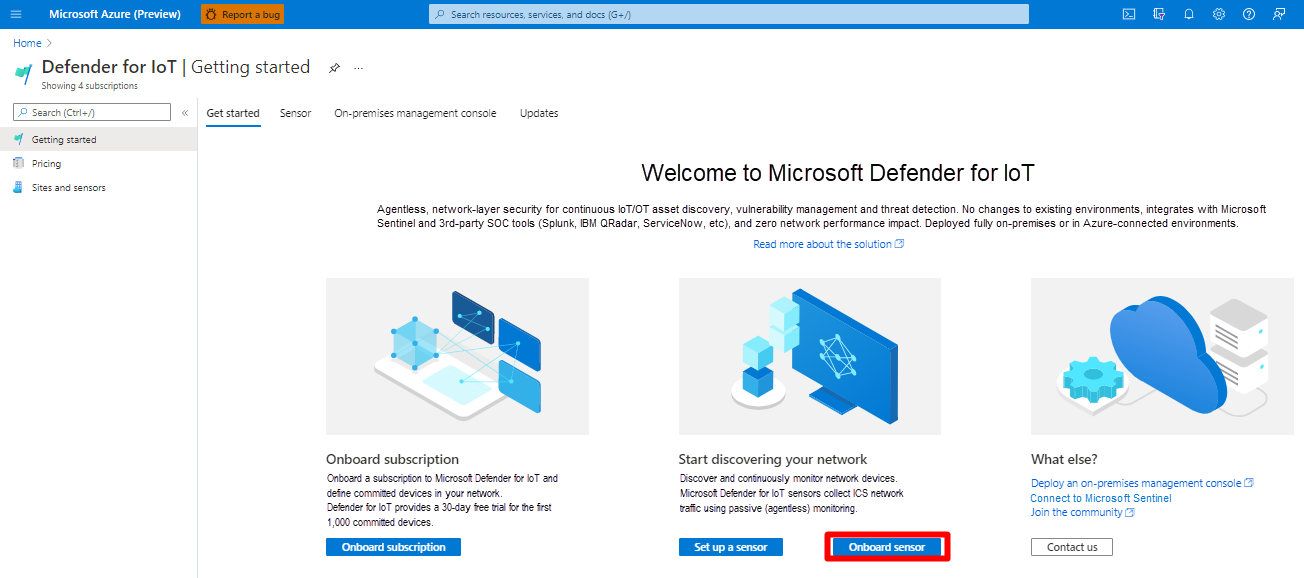 Microsoft Azure (Preview)
Report a bug
Search resources, services, and docs (G+/)
Home
Defender for IoT | Getting started
...
Showing 4 subscriptions
Search (Ctrl+/)
«
Getting started
Pricing
Sites and sensors
Get started
Sensor
On-premises management console
Updates
Welcome to Microsoft Defender for IoT
Agentless, network-layer security for continuous IoT/OT asset discovery, vulnerability management and threat detection. No changes to existing environments, integrates with Microsoft
Sentinel and 3rd-party SOC tools (Splunk, IBM QRadar, ServiceNow, etc), and zero network performance impact. Deployed fully on-premises or in Azure-connected environments.
Read more about the solution
Onboard subscription
Onboard a subscription to Microsoft Defender for IoT and
define committed devices in your network.
Defender for IoT provides a 30-day free trial for the first
1,000 committed devices.
Onboard subscription
Start discovering your network
Discover and continuously monitor network devices.
Microsoft Defender for IoT sensors collect ICS network
traffic using passive (agentless) monitoring.
Set up a sensor
Onboard sensor
What else?
Deploy an on-premises management console
Connect to Microsoft Sentinel
Join the community
Contact us